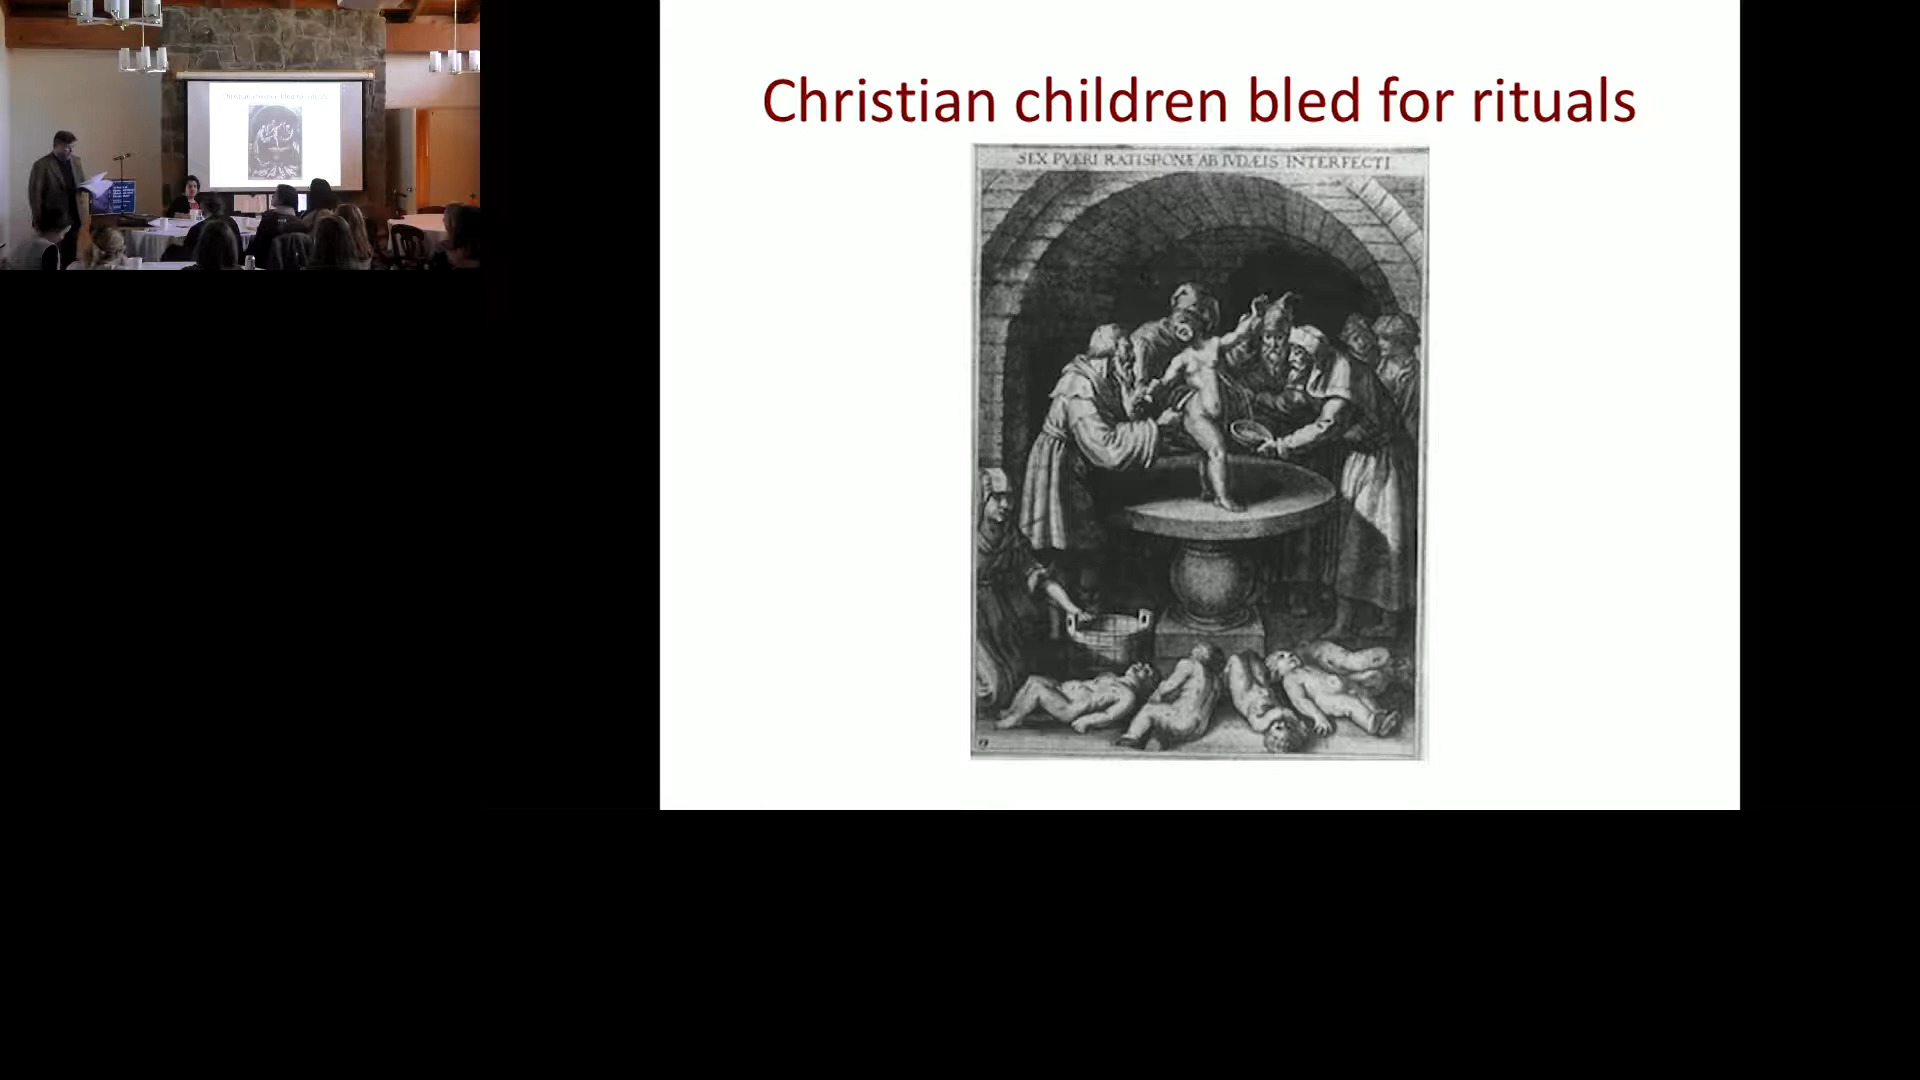 Christian children bled for rituals
SEX PVERI RATISPONÆ AB IVDÆIS INTERFECTI